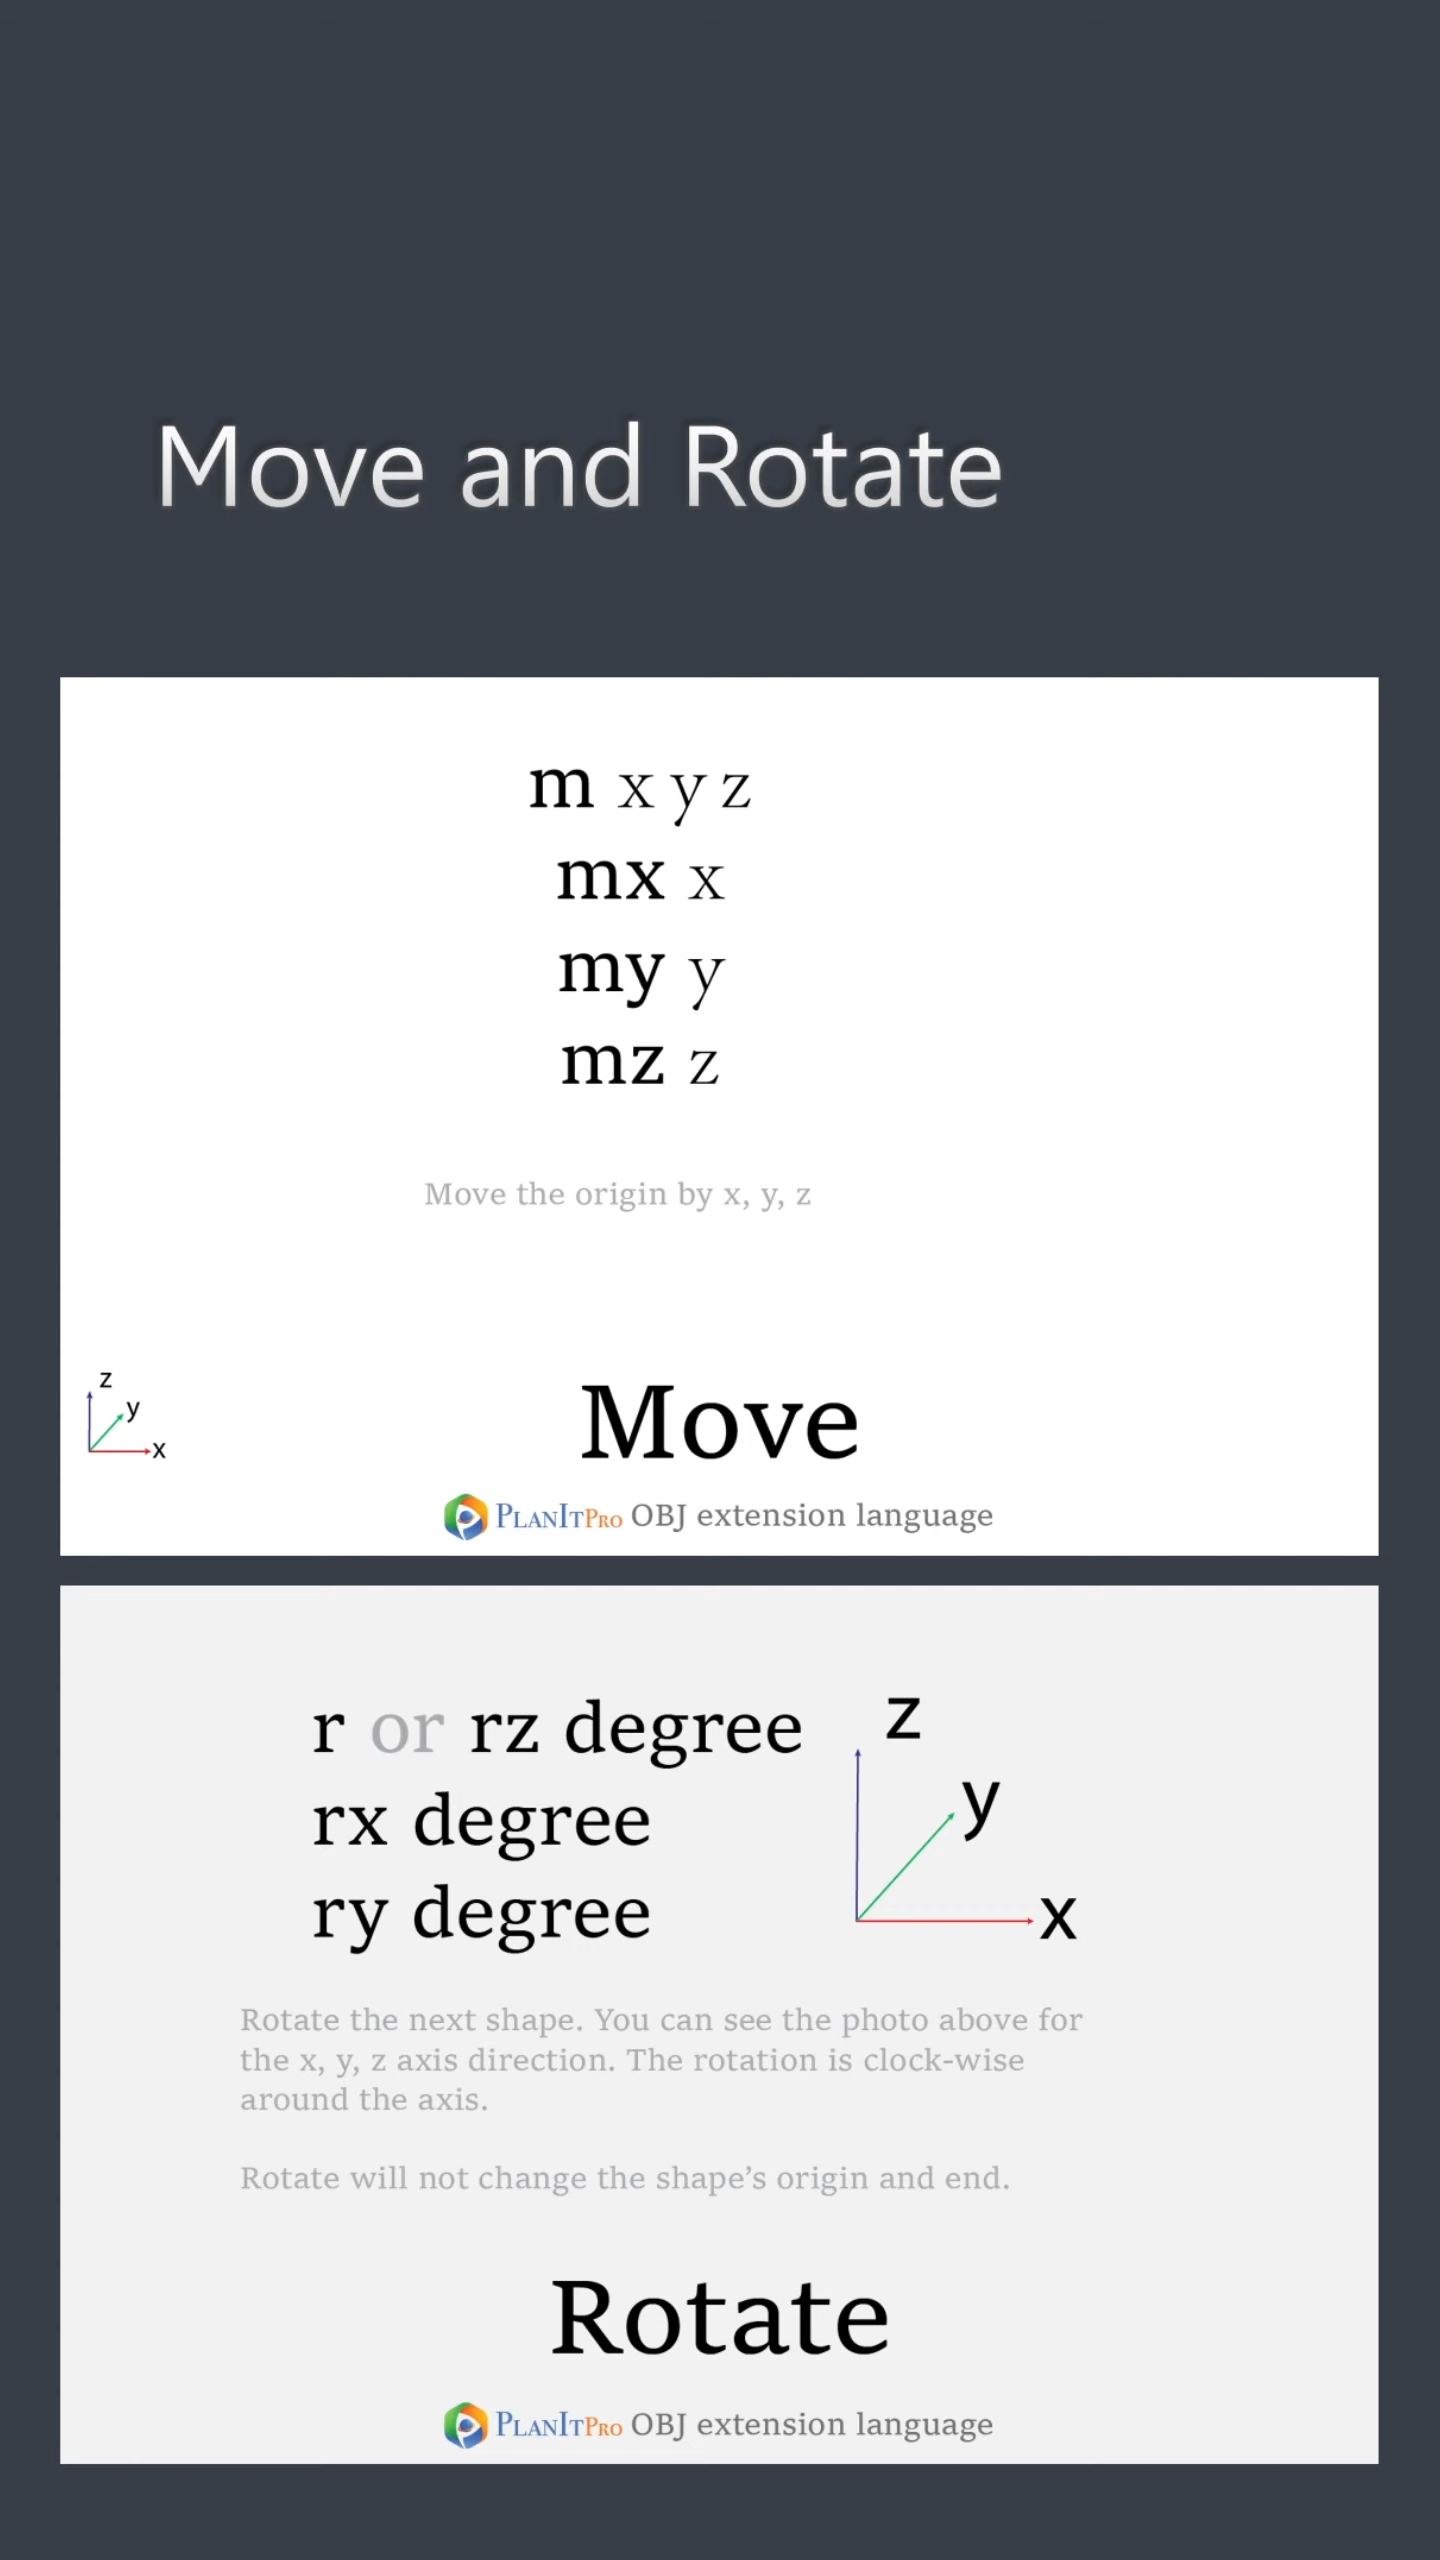 Move and Rotate
m x y z
mx x
my y
mz z
Move the origin by x, y, z
z
y
x
Move
PlanItPro OBJ extension language
r or rz degree
rx degree
ry degree
z
y
x
Rotate the next shape. You can see the photo above for
the x, y, z axis direction. The rotation is clock-wise
around the axis.
Rotate will not change the shape’s origin and end.
Rotate
PlanItPro OBJ extension language